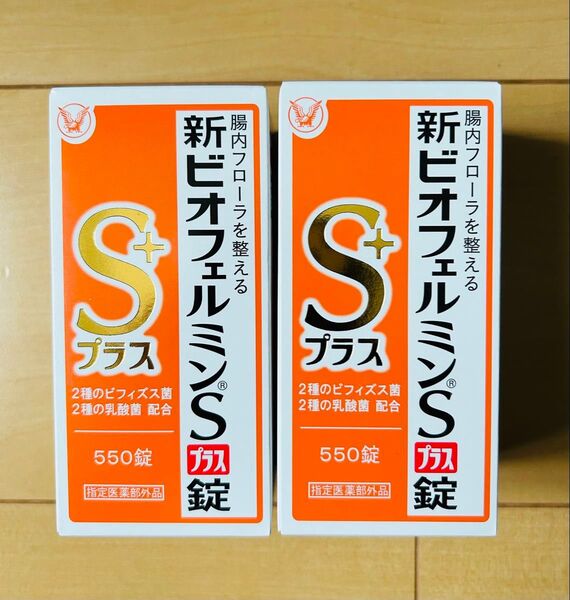 腸内フローラを整える
新ビオフェルミン®S
プラス
錠
S+
プラス
2種のビフィズス菌
2種の乳酸菌 配合
550錠
指定医薬部外品
腸内フローラを整える
新ビオフェルミン®S
プラス
錠
S+
プラス
2種のビフィズス菌
2種の乳酸菌 配合
550錠
指定医薬部外品